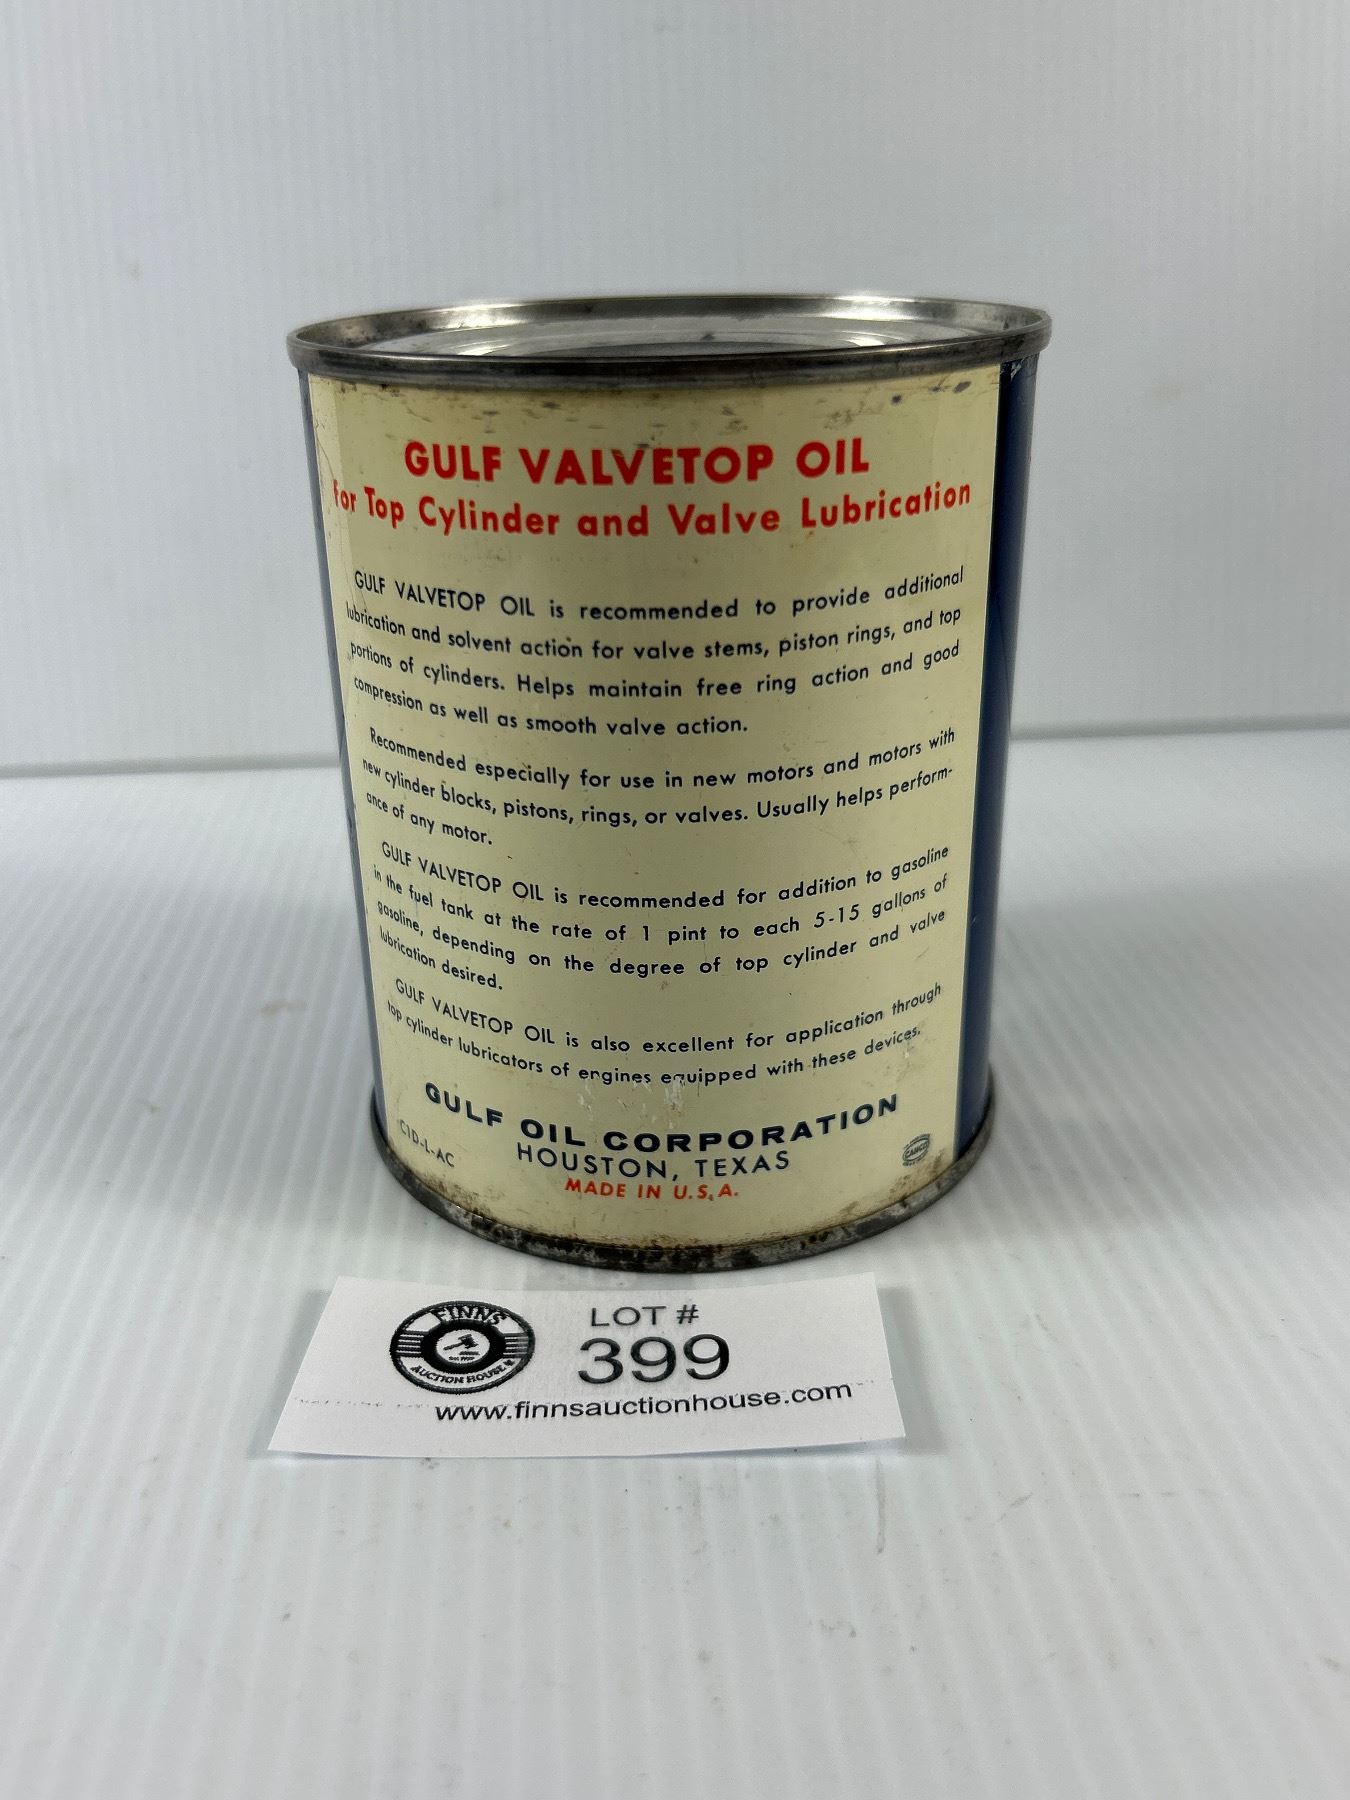 GULF VALVETOP OIL
for Top Cylinder and Valve Lubrication
GULF VALVETOP OIL is recommended to provide additional
lubrication and solvent action for valve stems, piston rings, and top
portions of cylinders. Helps maintain free ring action and good
compression as well as smooth valve action.
Recommended especially for use in new motors and motors with
new cylinder blocks, pistons, rings, or valves. Usually helps perform-
ance of any motor.
GULF VALVETOP OIL is recommended for addition to gasoline
in the fuel tank at the rate of 1 pint to each 5-15 gallons of
gasoline, depending on the degree of top cylinder and valve
lubrication desired.
GULF VALVETOP OIL is also excellent for application through
top cylinder lubricators of engines equipped with these devices.
GULF OIL CORPORATION
HOUSTON, TEXAS
MADE IN U.S.A.
C1D-L-AC
CANCO
FINNS
AUCTION HOUSE
LOT #
399
www.finnsauctionhouse.com